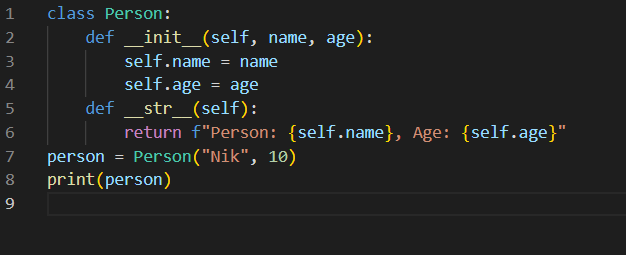 1 class Person:
2     def __init__(self, name, age):
3         self.name = name
4         self.age = age
5     def __str__(self):
6         return f"Person: {self.name}, Age: {self.age}"
7 person = Person("Nik", 10)
8 print(person)
9